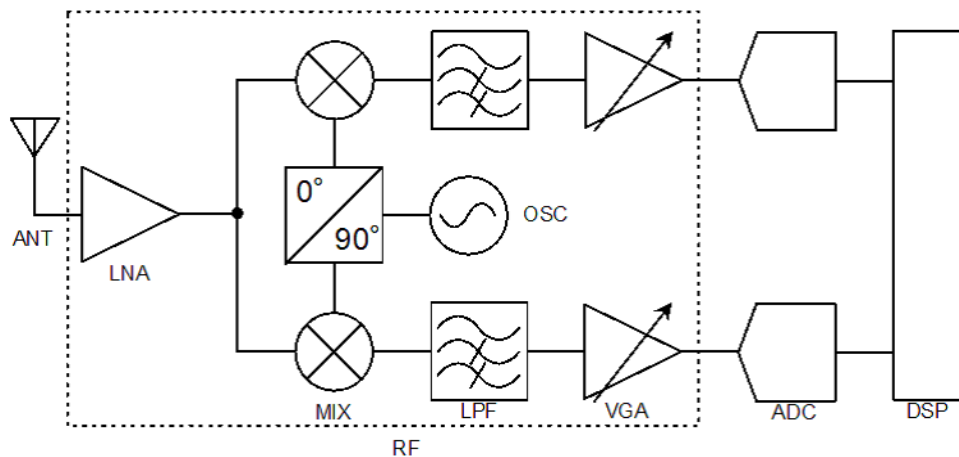 0°
90°
OSC
ANT
LNA
MIX
LPF
VGA
ADC
DSP
RF